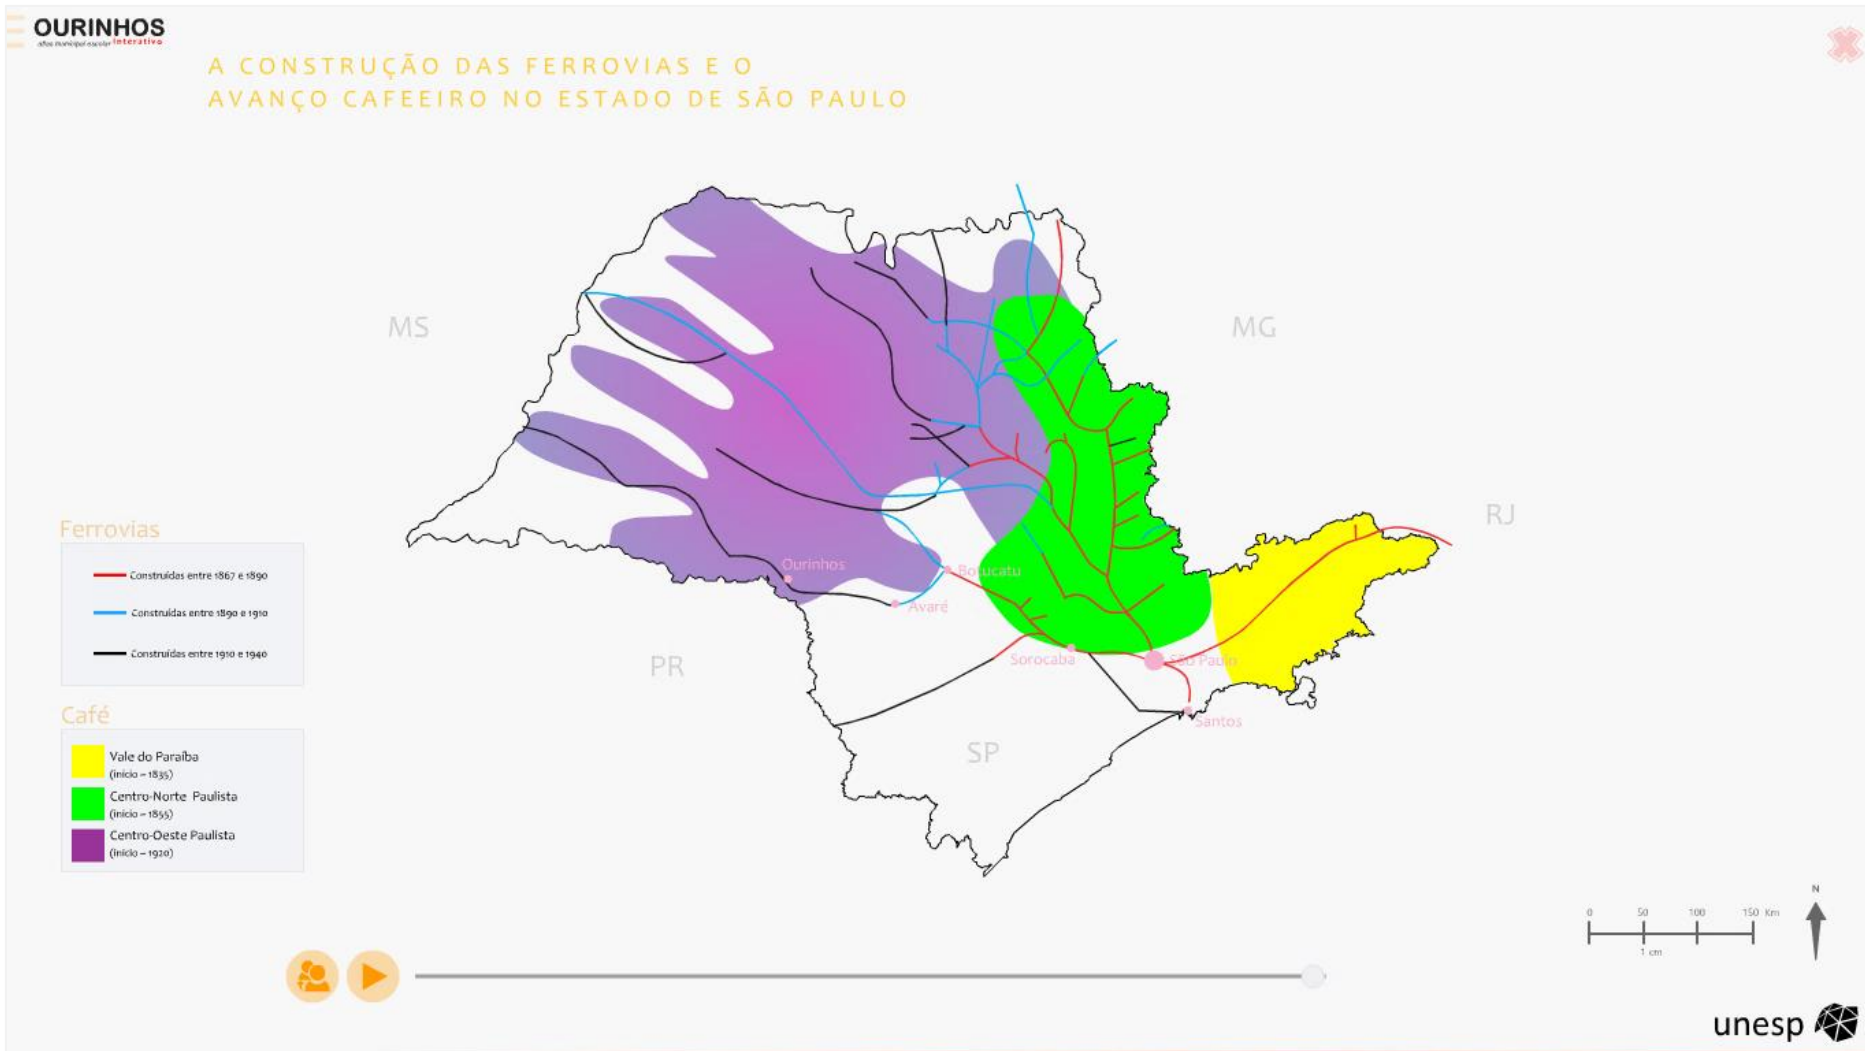 OURINHOS
atlas municipal escolar interativo
A CONSTRUÇÃO DAS FERROVIAS E O
AVANÇO CAFEEIRO NO ESTADO DE SÃO PAULO
MS
MG
RJ
PR
SP
Ourinhos
Botucatu
Avaré
Sorocaba
São Paulo
Santos
Ferrovias
Construídas entre 1867 e 1890
Construídas entre 1890 e 1910
Construídas entre 1910 e 1940
Café
Vale do Paraíba
(início – 1835)
Centro-Norte Paulista
(início – 1855)
Centro-Oeste Paulista
(início – 1920)
N
0 50 100 150 Km
1 cm
unesp